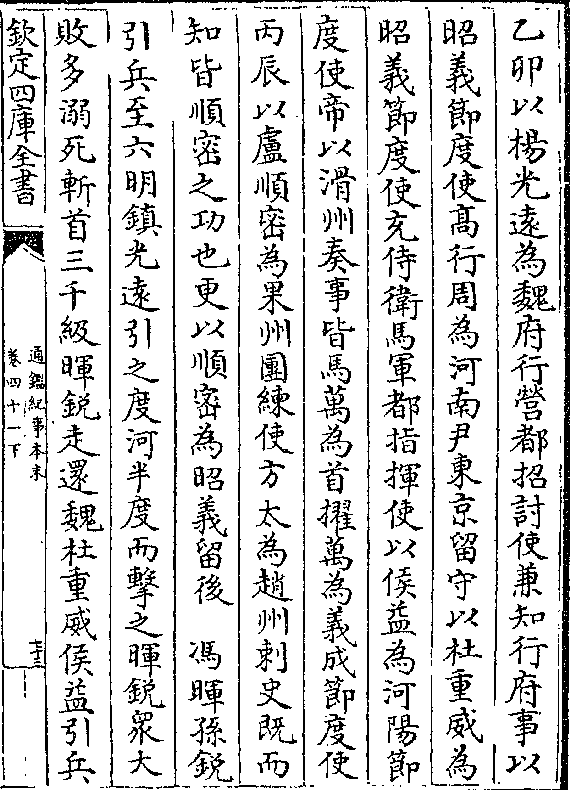 乙卯以楊光遠為魏府行營都招討使兼知行府事以
昭義節度使高行周為河南尹東京留守以杜重威為
昭義節度使充侍衛馬軍都指揮使以侯益為河陽節
度使帝以滑州奏事皆馬萬為首擢萬為義成節度使
丙辰以盧順密為果州團練使方太為趙州刺史既而
知皆順密之功也更以順密為昭義留後　馮暉孫銳
引兵至六明鎮光遠引之度河半度而擊之暉銳衆大
敗多溺死斬首三千級暉銳走還魏杜重威侯益引兵
欽定四庫全書
通鑑紀事本末
卷四十一下